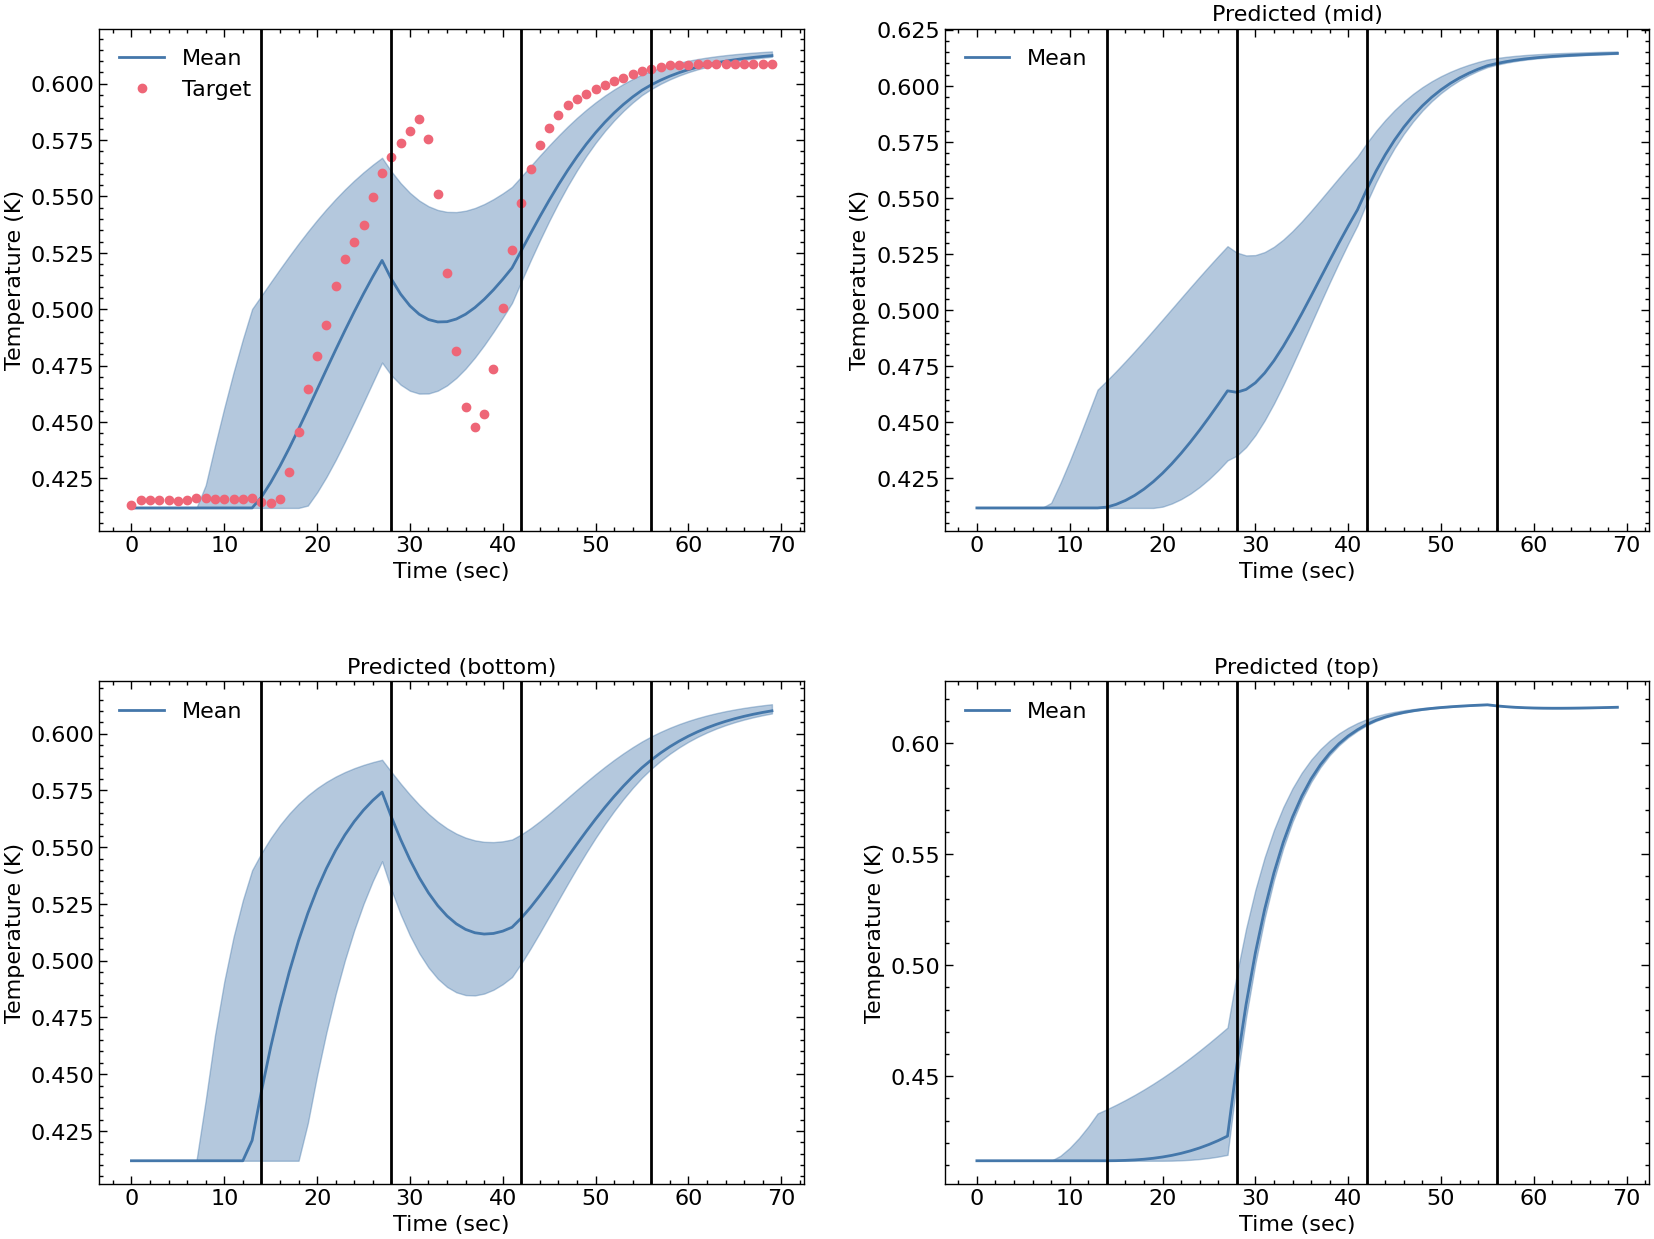 Mean
Target
0.600
0.575
0.550
0.525
0.500
0.475
0.450
0.425
Temperature (K)
0 10 20 30 40 50 60 70
Time (sec)
Predicted (mid)
Mean
0.625
0.600
0.575
0.550
0.525
0.500
0.475
0.450
0.425
Temperature (K)
0 10 20 30 40 50 60 70
Time (sec)
Predicted (bottom)
Mean
0.600
0.575
0.550
0.525
0.500
0.475
0.450
0.425
Temperature (K)
0 10 20 30 40 50 60 70
Time (sec)
Predicted (top)
Mean
0.60
0.55
0.50
0.45
Temperature (K)
0 10 20 30 40 50 60 70
Time (sec)